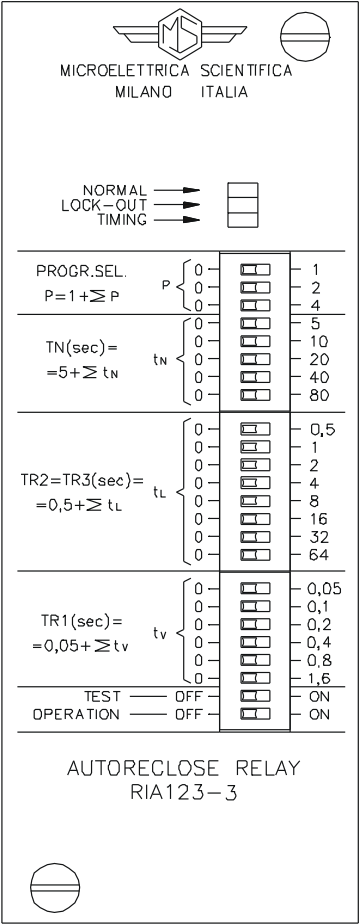 MS
MICROELETTRICA SCIENTIFICA
MILANO ITALIA
NORMAL
LOCK-OUT
TIMING
PROGR.SEL.
P=1+∑ P
P
0 1
0 2
0 4
TN(sec)=
=5+∑ tN
tN
0 5
0 10
0 20
0 40
0 80
TR2=TR3(sec)=
=0,5+∑ tL
tL
0 0,5
0 1
0 2
0 4
0 8
0 16
0 32
0 64
TR1(sec)=
=0,05+∑ tv
tv
0 0,05
0 0,1
0 0,2
0 0,4
0 0,8
0 1,6
TEST OFF ON
OPERATION OFF ON
AUTORECLOSE RELAY
RIA123-3